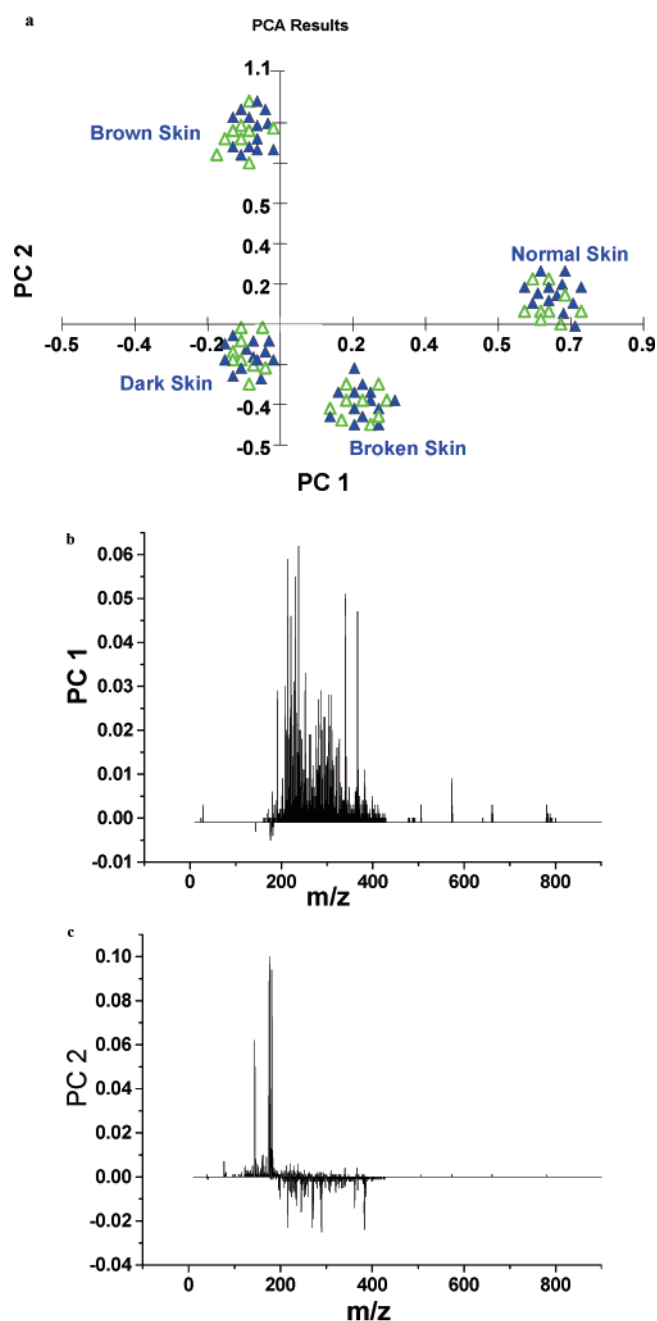 a
PCA Results
1.1
Brown Skin
0.5
0.4
Normal Skin
0.2
PC 2
-0.5 -0.2 0.2 0.5 0.7 0.9
Dark Skin
-0.4
-0.5
Broken Skin
PC 1
b
0.06
0.05
0.04
0.03
0.02
0.01
0.00
-0.01
PC 1
0 200 400 600 800
m/z
c
0.10
0.08
0.06
0.04
0.02
0.00
-0.02
-0.04
PC 2
0 200 400 600 800
m/z